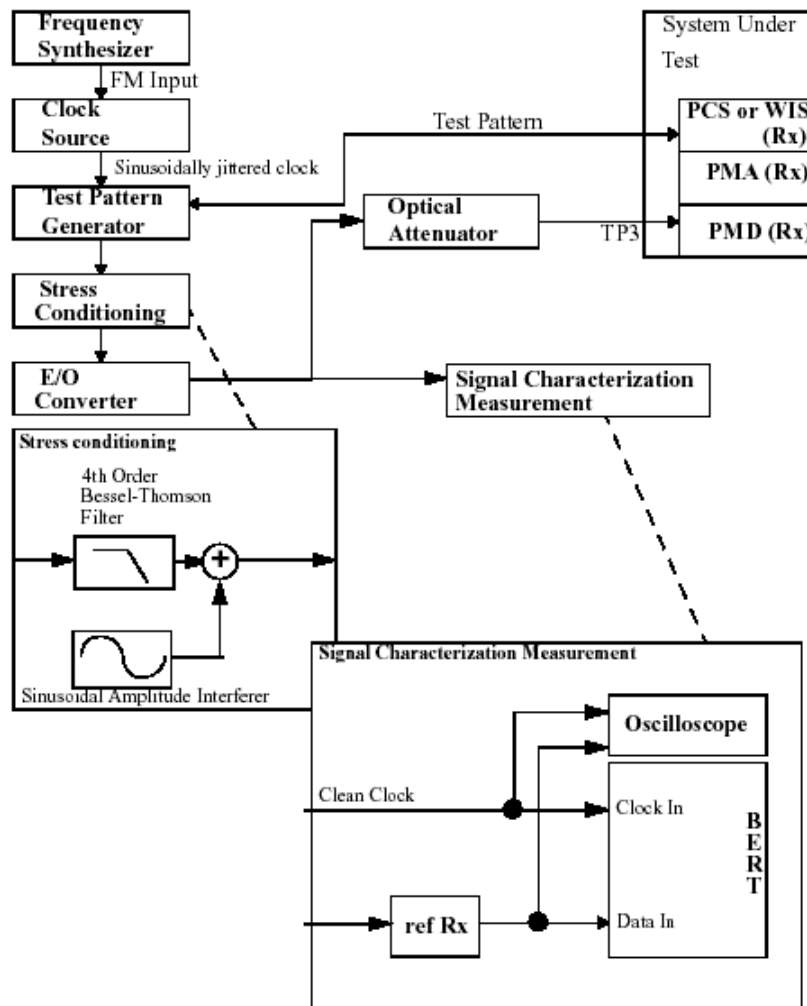 Frequency
Synthesizer
FM Input
Clock
Source
Sinusoidally jittered clock
Test Pattern
Generator
Stress
Conditioning
E/O
Converter
Test Pattern
Optical
Attenuator
TP3
System Under
Test
PCS or WIS
(Rx)
PMA (Rx)
PMD (Rx)
Signal Characterization
Measurement
Stress conditioning
4th Order
Bessel-Thomson
Filter
+
Sinusoidal Amplitude Interferer
Signal Characterization Measurement
Oscilloscope
Clean Clock
Clock In
BERT
ref Rx
Data In